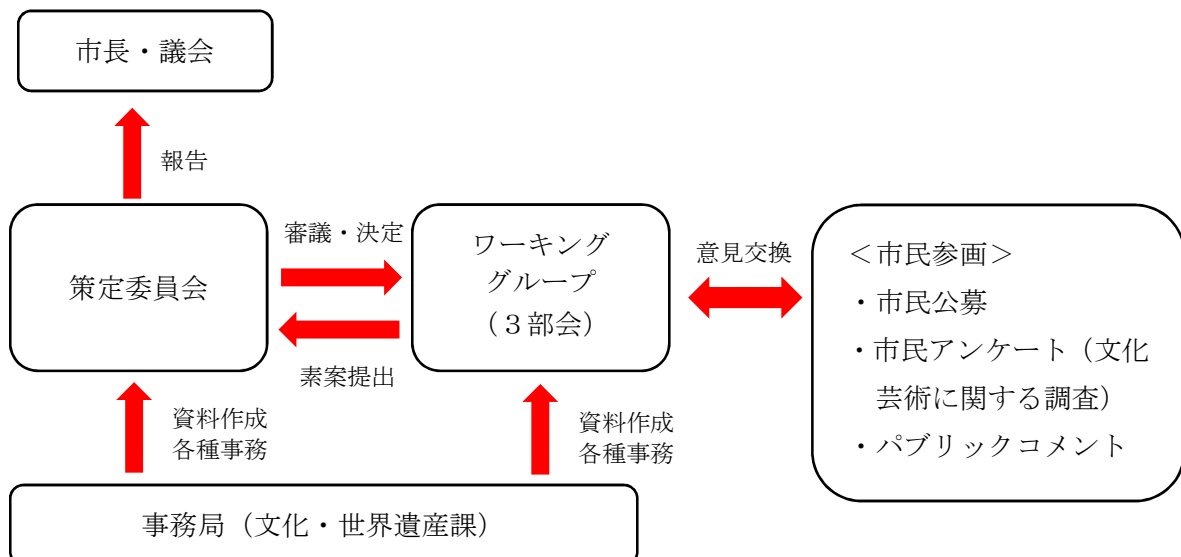 市長・議会
報告
策定委員会
審議・決定
素案提出
ワーキング
グループ
（３部会）
意見交換
＜市民参画＞
・市民公募
・市民アンケート（文化
芸術に関する調査）
・パブリックコメント
資料作成
各種事務
資料作成
各種事務
事務局（文化・世界遺産課）